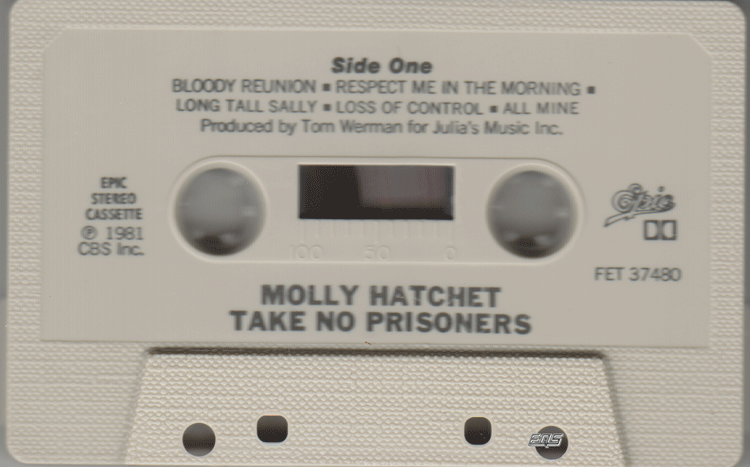 Side One
BLOODY REUNION ▪ RESPECT ME IN THE MORNING ▪
LONG TALL SALLY ▪ LOSS OF CONTROL ▪ ALL MINE
Produced by Tom Werman for Julia's Music Inc.
EPIC
STEREO
CASSETTE
℗ 1981
CBS Inc.
100 50 0
Epic
FET 37480
MOLLY HATCHET
TAKE NO PRISONERS